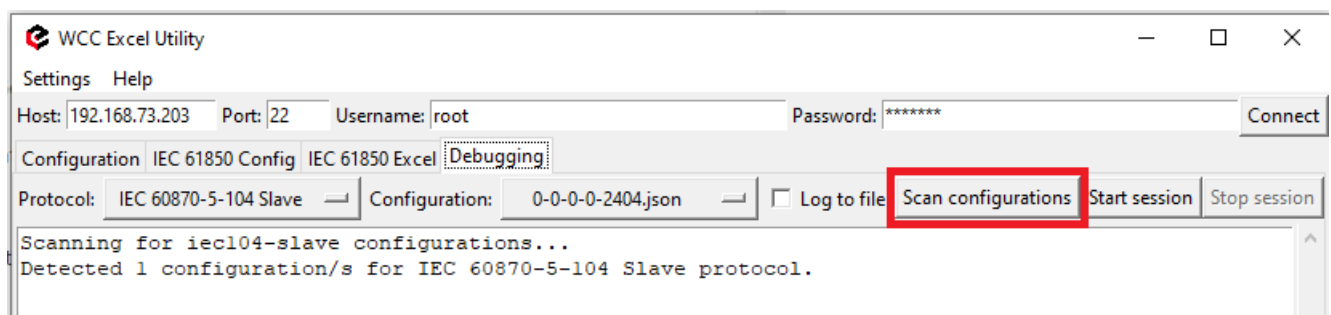 WCC Excel Utility
Settings Help
Host: 192.168.73.203 Port: 22 Username: root Password: ******* Connect
Configuration IEC 61850 Config IEC 61850 Excel Debugging
Protocol: IEC 60870-5-104 Slave Configuration: 0-0-0-0-2404.json Log to file Scan configurations Start session Stop session
Scanning for iec104-slave configurations...
Detected 1 configuration/s for IEC 60870-5-104 Slave protocol.